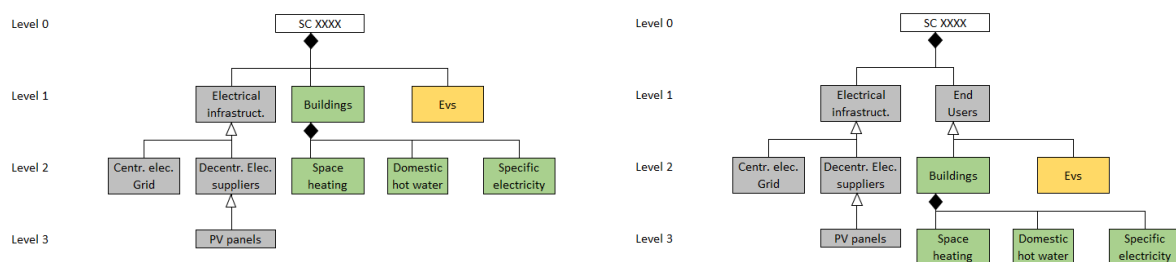 Level 0
SC XXXX
Level 1
Electrical
infrastruct.
Buildings
Evs
Level 2
Centr. elec.
Grid
Decentr. Elec.
suppliers
Space
heating
Domestic
hot water
Specific
electricity
Level 3
PV panels
Level 0
SC XXXX
Level 1
Electrical
infrastruct.
End
Users
Level 2
Centr. elec.
Grid
Decentr. Elec.
suppliers
Buildings
Evs
Level 3
PV panels
Space
heating
Domestic
hot water
Specific
electricity